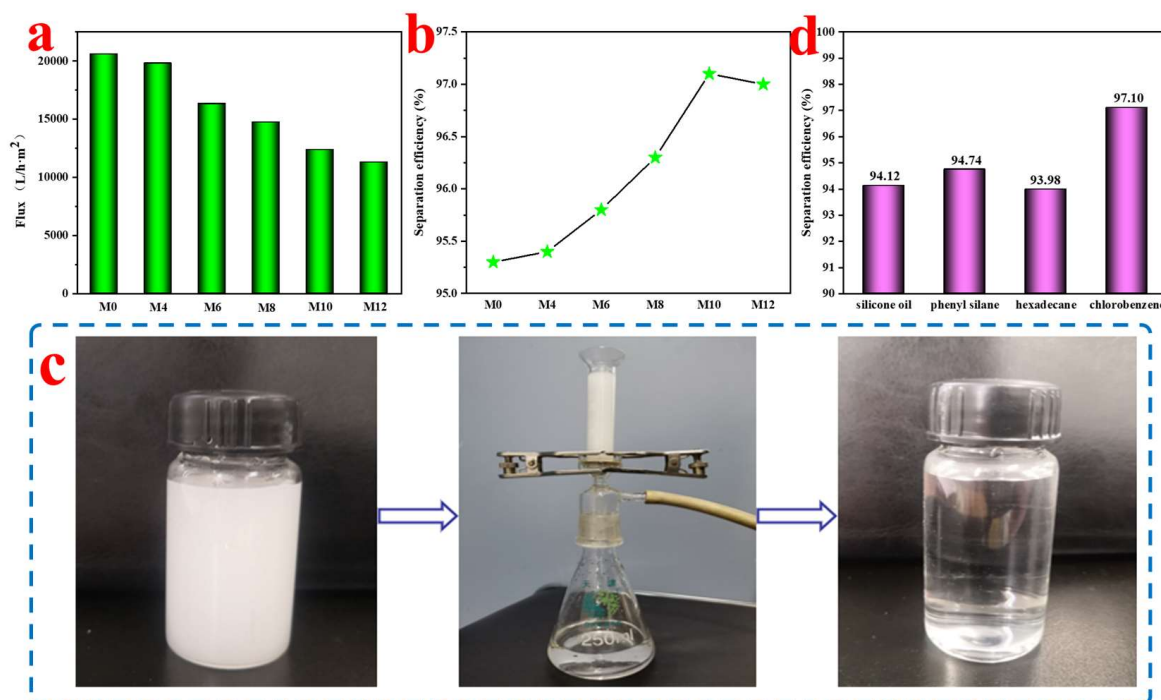 a
Flux （L/h·m²）
20000
15000
10000
5000
0
M0 M4 M6 M8 M10 M12
b
Separation efficiency (%)
97.5
97.0
96.5
96.0
95.5
95.0
M0 M4 M6 M8 M10 M12
d
Separation efficiency (%)
100
99
98
97
96
95
94
93
92
91
90
94.12
94.74
93.98
97.10
silicone oil phenyl silane hexadecane chlorobenzene
c
250ml